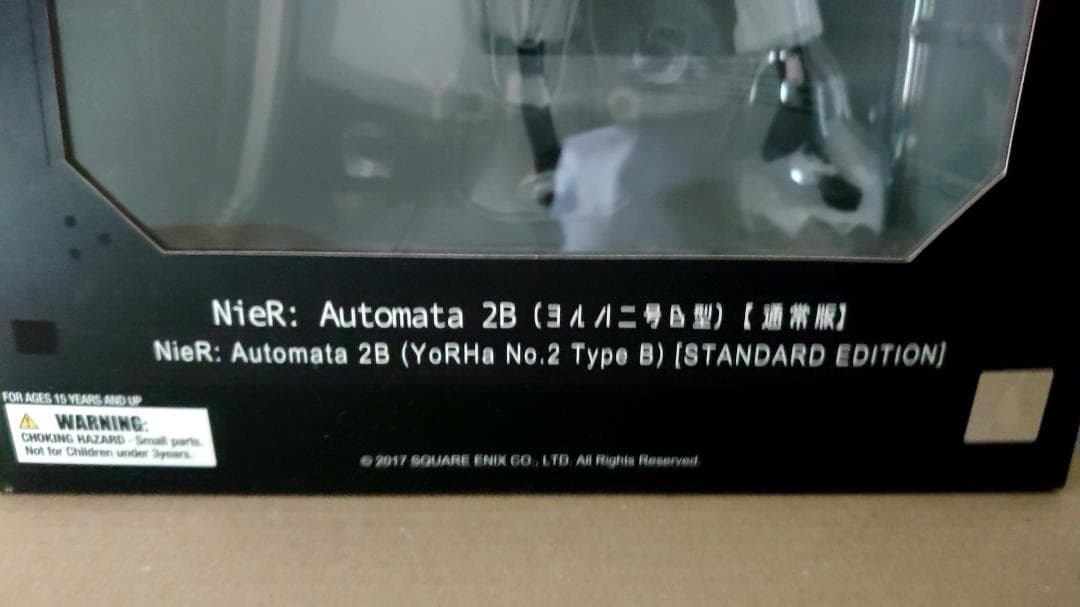 NieR: Automata 2B (ヨルハ二号B型)【通常版】
NieR: Automata 2B (YoRHa No.2 Type B) [STANDARD EDITION]
FOR AGES 15 YEARS AND UP
WARNING:
CHOKING HAZARD - Small parts.
Not for Children under 3years.
© 2017 SQUARE ENIX CO., LTD. All Rights Reserved.